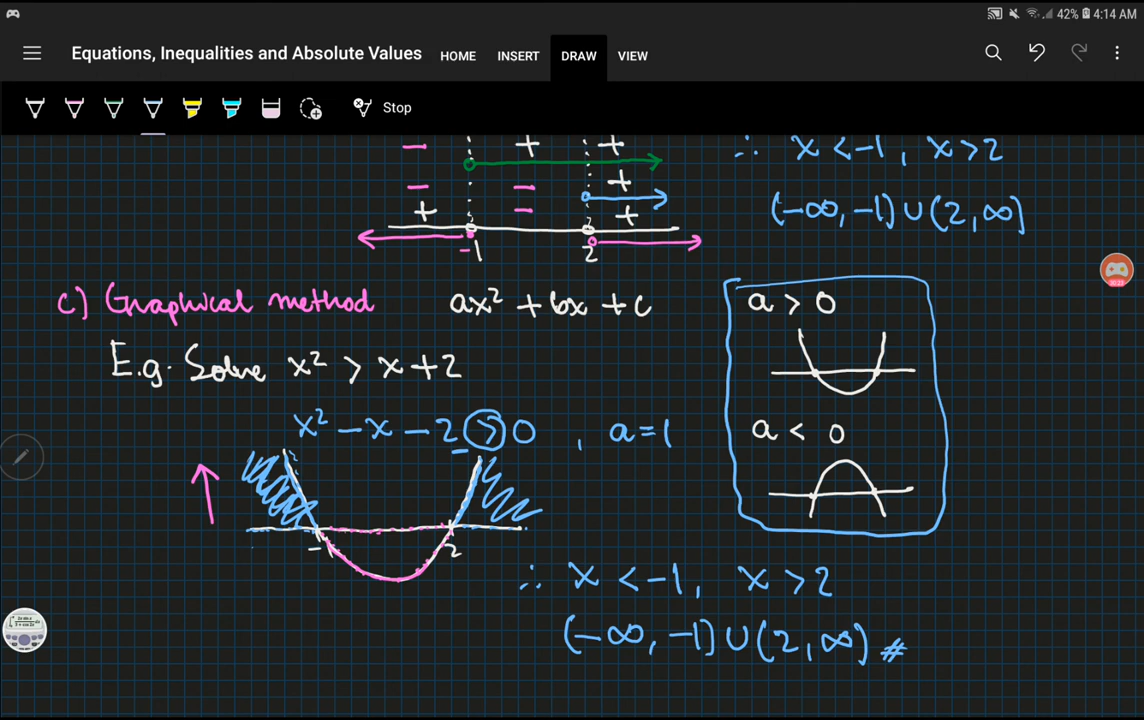 42% 4:14 AM
Equations, Inequalities and Absolute Values HOME INSERT DRAW VIEW
Stop
− + +
− − +
+ − +
-1 2
∴ x < -1, x > 2
(-∞, -1) ∪ (2, ∞)
c) Graphical method ax² + bx + c
E.g. Solve x² > x + 2
x² - x - 2 > 0 , a = 1
-1 2
a > 0
a < 0
∴ x < -1, x > 2
(-∞, -1) ∪ (2, ∞) #